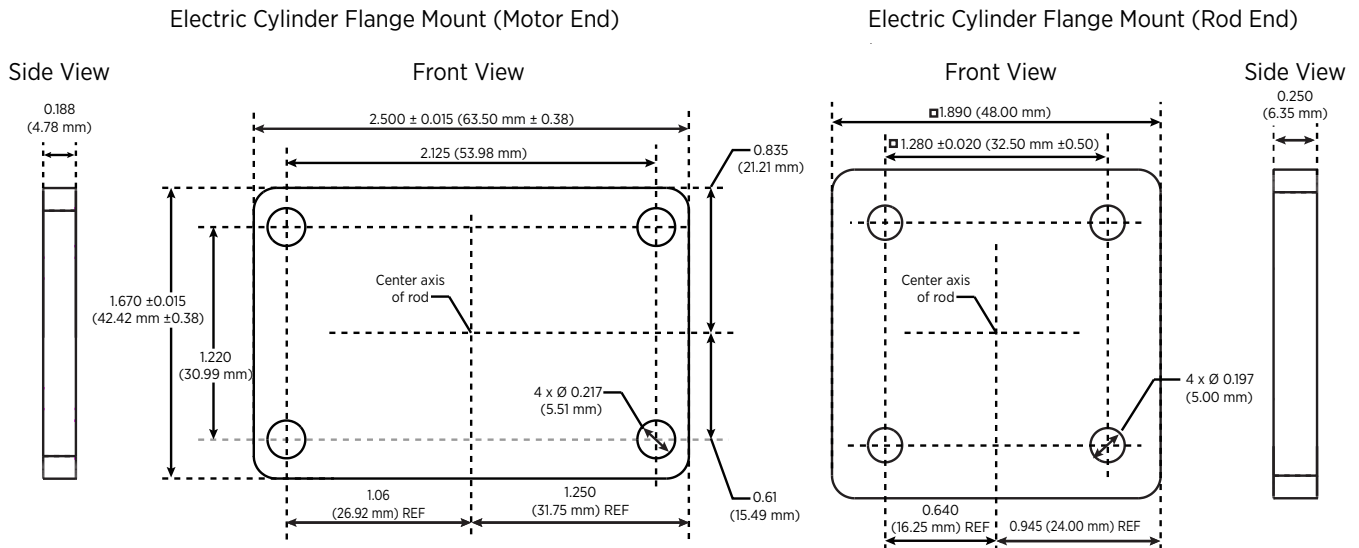 Electric Cylinder Flange Mount (Motor End)
Electric Cylinder Flange Mount (Rod End)
Side View
Front View
Front View
Side View
0.188
(4.78 mm)
2.500 ± 0.015 (63.50 mm ± 0.38)
2.125 (53.98 mm)
0.835
(21.21 mm)
1.670 ±0.015
(42.42 mm ±0.38)
1.220
(30.99 mm)
Center axis
of rod
4 x Ø 0.217
(5.51 mm)
1.06
(26.92 mm) REF
1.250
(31.75 mm) REF
0.61
(15.49 mm)
1.890 (48.00 mm)
1.280 ±0.020 (32.50 mm ±0.50)
Center axis
of rod
4 x Ø 0.197
(5.00 mm)
0.640
(16.25 mm) REF
0.945 (24.00 mm) REF
0.250
(6.35 mm)